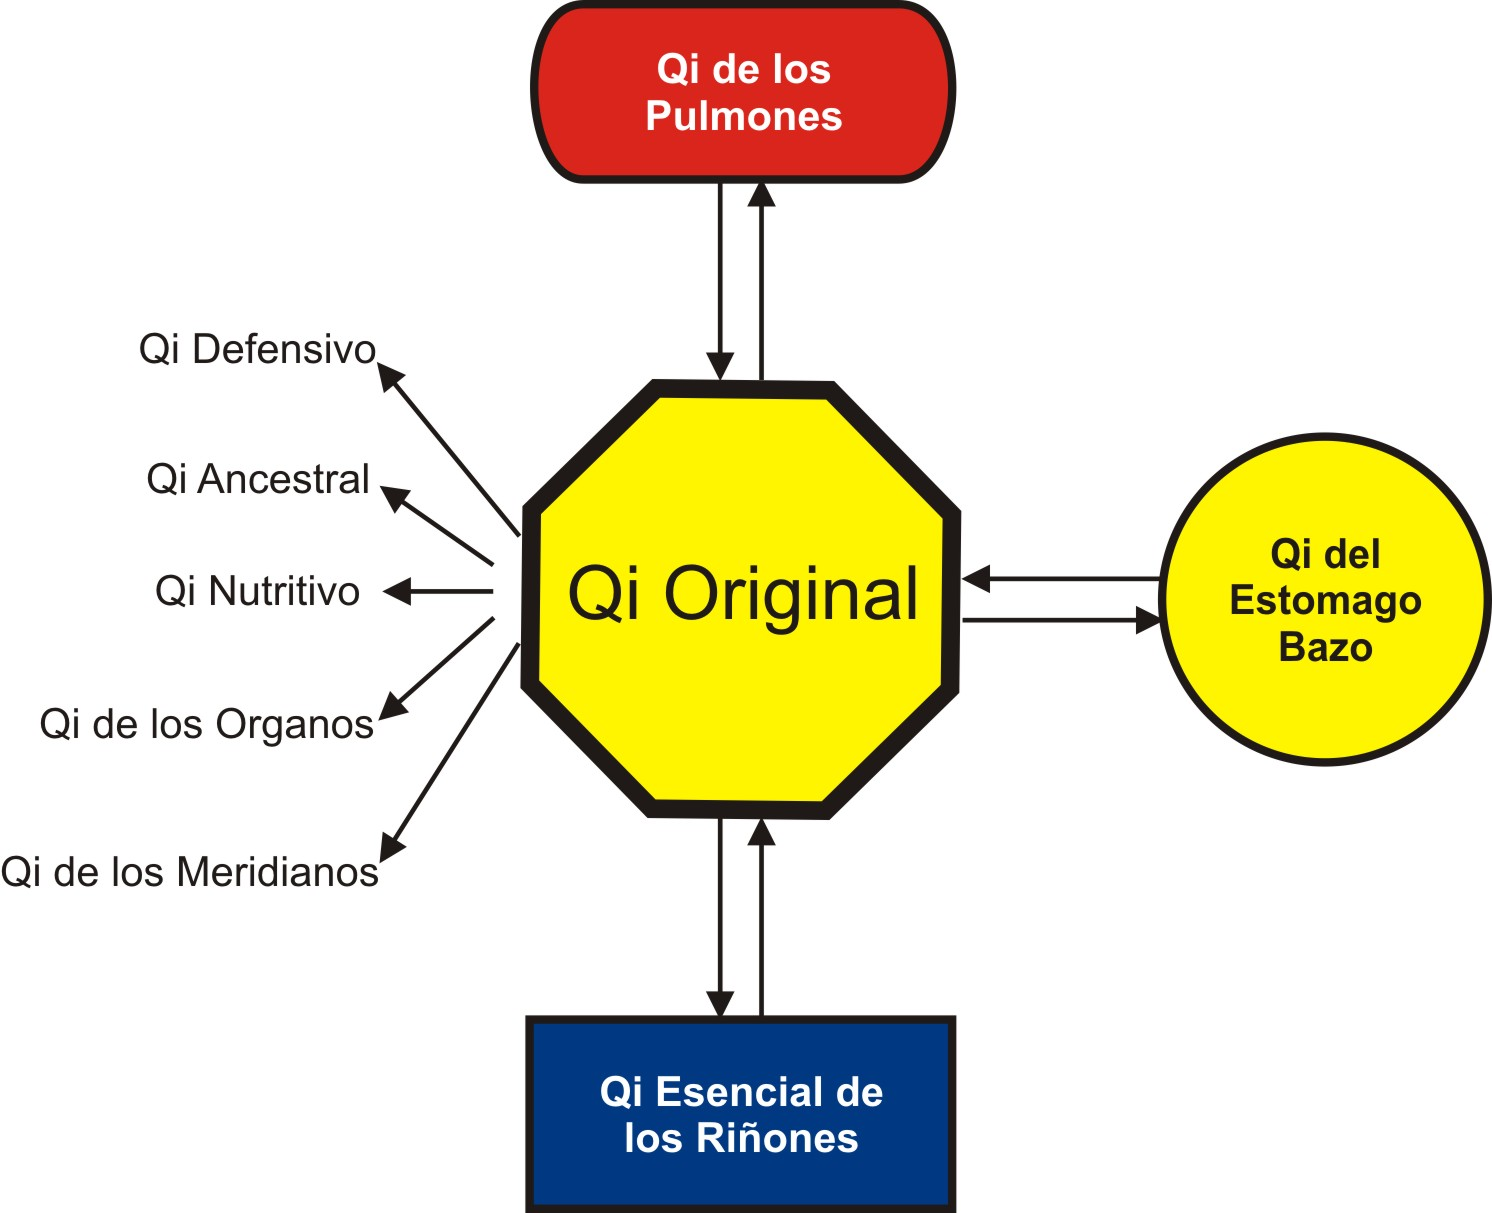 Qi de los
Pulmones
Qi Defensivo
Qi Ancestral
Qi Nutritivo
Qi de los Organos
Qi de los Meridianos
Qi Original
Qi del
Estomago
Bazo
Qi Esencial de
los Riñones